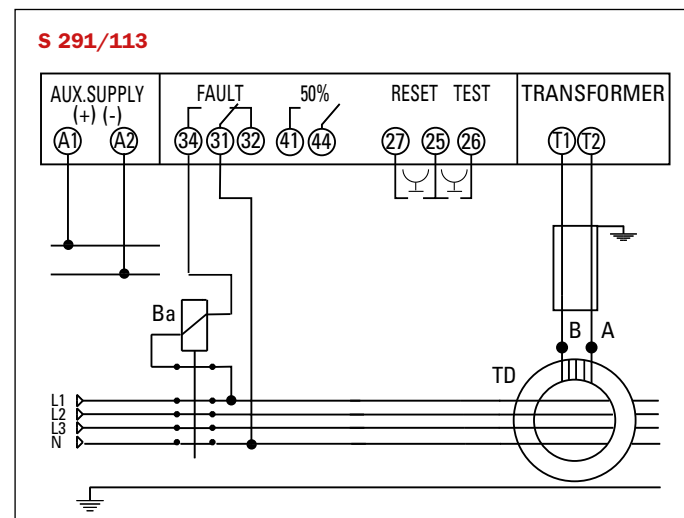 S 291/113
AUX.SUPPLY FAULT 50% RESET TEST TRANSFORMER
(+) (-)
A1 A2 34 31 32 41 44 27 25 26 T1 T2
Ba
B A
TD
L1
L2
L3
N